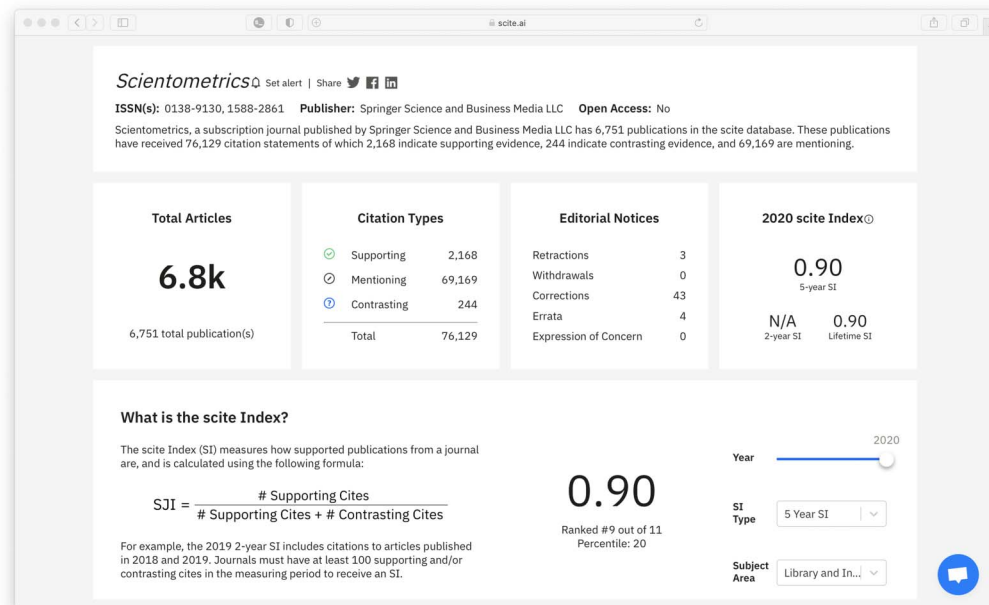 scite.ai
Scientometrics Set alert | Share
ISSN(s): 0138-9130, 1588-2861 Publisher: Springer Science and Business Media LLC Open Access: No
Scientometrics, a subscription journal published by Springer Science and Business Media LLC has 6,751 publications in the scite database. These publications
have received 76,129 citation statements of which 2,168 indicate supporting evidence, 244 indicate contrasting evidence, and 69,169 are mentioning.
Total Articles
6.8k
6,751 total publication(s)
Citation Types
Supporting 2,168
Mentioning 69,169
Contrasting 244
Total 76,129
Editorial Notices
Retractions 3
Withdrawals 0
Corrections 43
Errata 4
Expression of Concern 0
2020 scite Index
0.90
5-year SI
N/A 0.90
2-year SI Lifetime SI
What is the scite Index?
The scite Index (SI) measures how supported publications from a journal
are, and is calculated using the following formula:
SJI = # Supporting Cites
# Supporting Cites + # Contrasting Cites
For example, the 2019 2-year SI includes citations to articles published
in 2018 and 2019. Journals must have at least 100 supporting and/or
contrasting cites in the measuring period to receive an SI.
0.90
Ranked #9 out of 11
Percentile: 20
2020
Year
SI
Type 5 Year SI
Subject
Area Library and In...